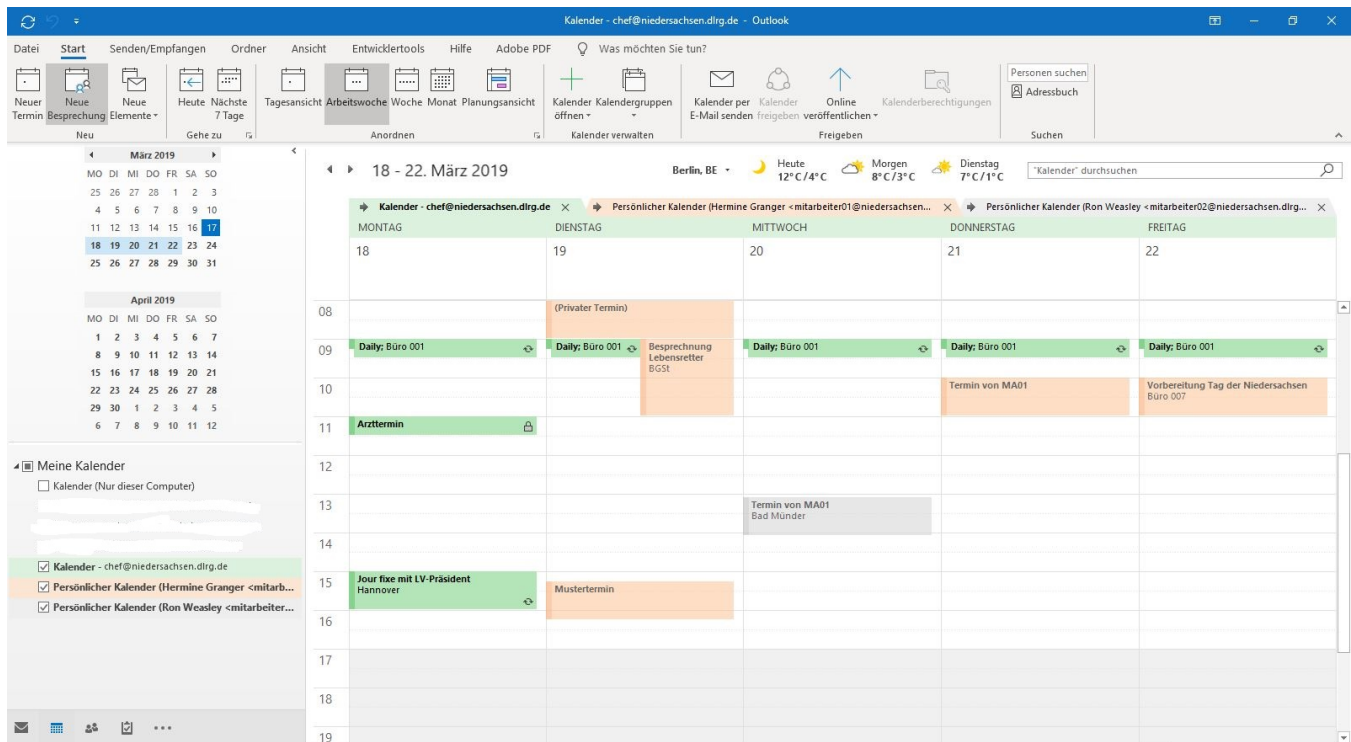 Kalender - chef@niedersachsen.dlrg.de - Outlook
Datei Start Senden/Empfangen Ordner Ansicht Entwicklertools Hilfe Adobe PDF Was möchten Sie tun?
Neuer Termin
Neue Besprechung
Neue Elemente
Heute
Nächste 7 Tage
Tagesansicht Arbeitswoche Woche Monat Planungsansicht
Kalender öffnen
Kalendergruppen
Kalender per E-Mail senden
Kalender freigeben
Online veröffentlichen
Kalenderberechtigungen
Personen suchen
Adressbuch
Neu Gehe zu Anordnen Kalender verwalten Freigeben Suchen
März 2019
MO DI MI DO FR SA SO
25 26 27 28 1 2 3
4 5 6 7 8 9 10
11 12 13 14 15 16 17
18 19 20 21 22 23 24
25 26 27 28 29 30 31
April 2019
MO DI MI DO FR SA SO
1 2 3 4 5 6 7
8 9 10 11 12 13 14
15 16 17 18 19 20 21
22 23 24 25 26 27 28
29 30 1 2 3 4 5
6 7 8 9 10 11 12
Meine Kalender
Kalender (Nur dieser Computer)
Kalender - chef@niedersachsen.dlrg.de
Persönlicher Kalender (Hermine Granger <mitarb...
Persönlicher Kalender (Ron Weasley <mitarbeiter...
18 - 22. März 2019
Berlin, BE
Heute
12°C/4°C
Morgen
8°C/3°C
Dienstag
7°C/1°C
"Kalender" durchsuchen
Kalender - chef@niedersachsen.dlrg.de
Persönlicher Kalender (Hermine Granger <mitarbeiter01@niedersachsen...
Persönlicher Kalender (Ron Weasley <mitarbeiter02@niedersachsen.dlrg...
MONTAG DIENSTAG MITTWOCH DONNERSTAG FREITAG
18 19 20 21 22
08
(Privater Termin)
09
Daily; Büro 001
Daily; Büro 001
Besprechnung
Lebensretter
BGSt
Daily; Büro 001
Daily; Büro 001
Daily; Büro 001
10
Termin von MA01
Vorbereitung Tag der Niedersachsen
Büro 007
11
Arzttermin
12
13
Termin von MA01
Bad Münder
14
15
Jour fixe mit LV-Präsident
Hannover
Mustertermin
16
17
18
19